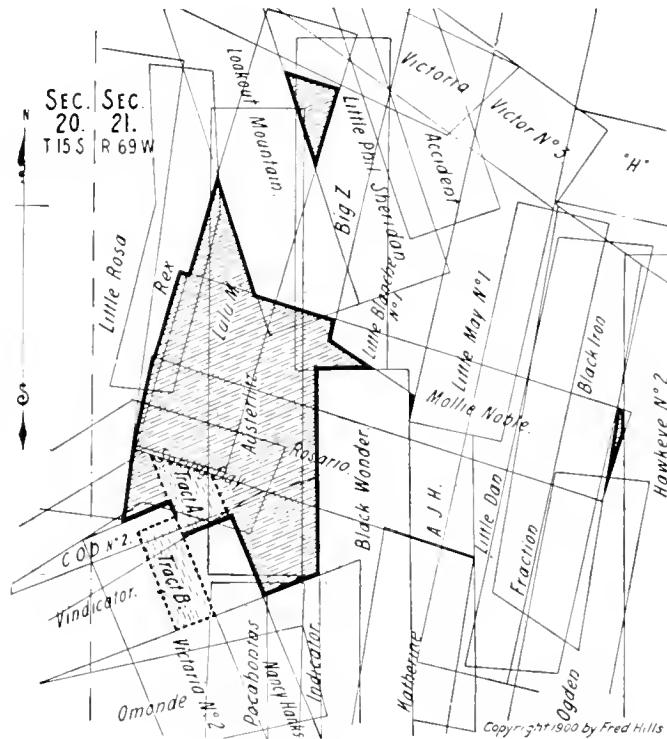 SEC. SEC.
20. 21.
T 15 S R 69 W
N
S
Lookout Mountain.
Little Phil Sheridan
Big Z
Victoria
Accident
Victor Nº 3
"H"
Little Rosa
Rex
Lulu M.
Little Blanche
Nº 1
Little May Nº 1
Black Iron
Mollie Noble.
Hawkeye Nº 2
Austerlitz
Rosario
Bay
Tract A
Black Wonder
A J H.
Little Dan
Fraction
C O D Nº 2.
Tract B
Vindicator.
Victoria Nº 2
Omonde
Pocahontas
Nancy Hanks
Indicator
Katherine
Ogden
Copyright 1900 by Fred Hills